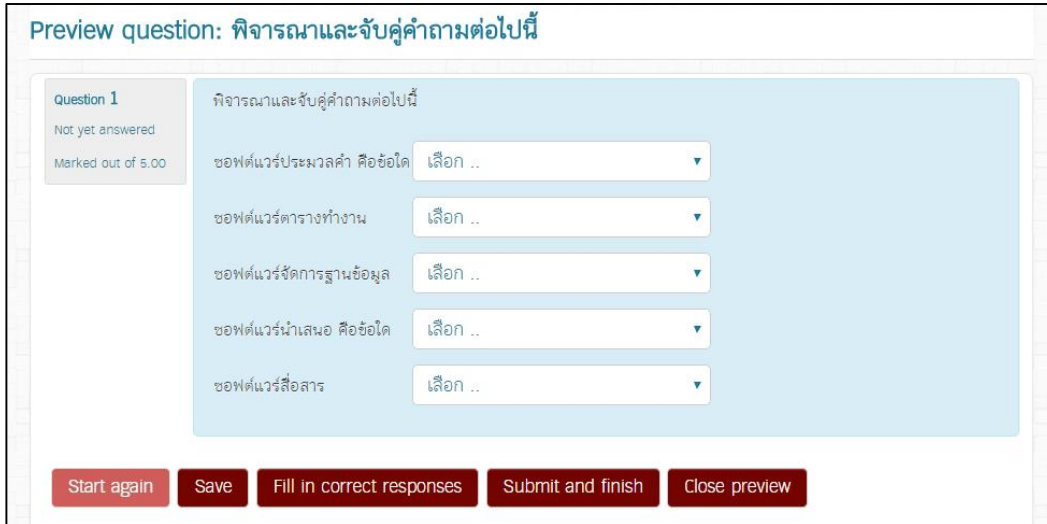 Preview question: พิจารณาและจับคู่คำถามต่อไปนี้
Question 1
Not yet answered
Marked out of 5.00
พิจารณาและจับคู่คำถามต่อไปนี้
ซอฟต์แวร์ประมวลคำ คือข้อใด เลือก ..
ซอฟต์แวร์ตารางทำงาน เลือก ..
ซอฟต์แวร์จัดการฐานข้อมูล เลือก ..
ซอฟต์แวร์นำเสนอ คือข้อใด เลือก ..
ซอฟต์แวร์สื่อสาร เลือก ..
Start again Save Fill in correct responses Submit and finish Close preview